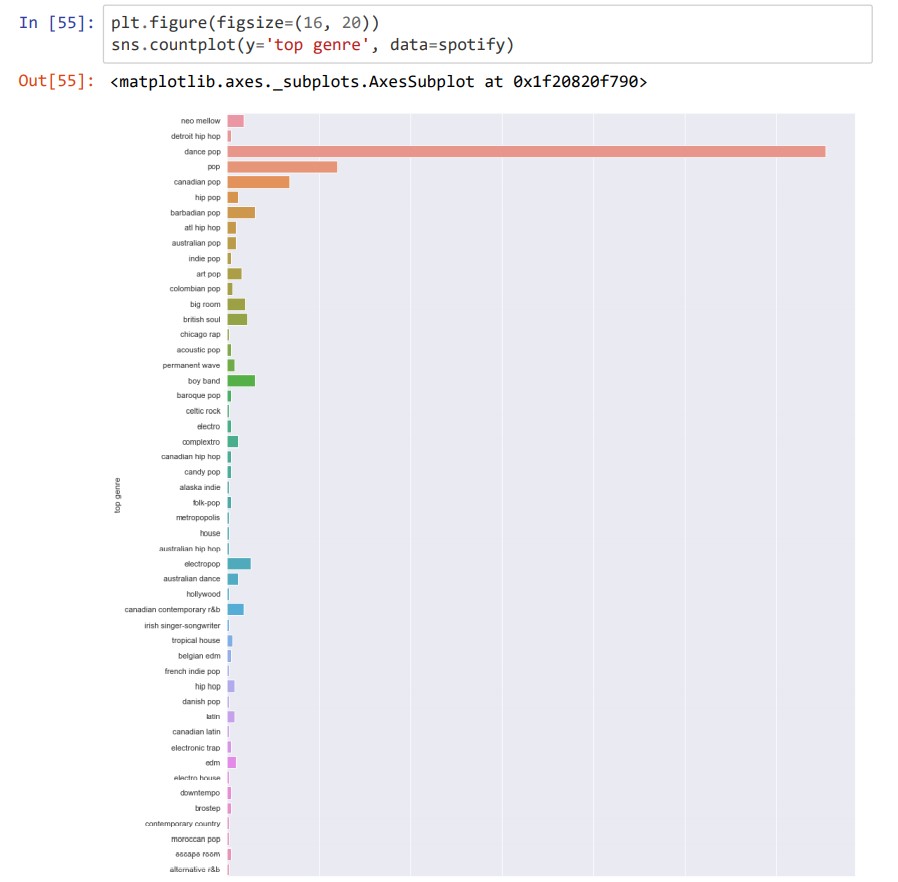 In [55]: plt.figure(figsize=(16, 20))
sns.countplot(y='top genre', data=spotify)
Out[55]: <matplotlib.axes._subplots.AxesSubplot at 0x1f20820f790>
neo mellow
detroit hip hop
dance pop
pop
canadian pop
hip pop
barbadian pop
atl hip hop
australian pop
indie pop
art pop
colombian pop
big room
british soul
chicago rap
acoustic pop
permanent wave
boy band
baroque pop
celtic rock
electro
complextro
canadian hip hop
candy pop
alaska indie
folk-pop
metropopolis
house
australian hip hop
electropop
australian dance
hollywood
canadian contemporary r&b
irish singer-songwriter
tropical house
belgian edm
french indie pop
hip hop
danish pop
latin
canadian latin
electronic trap
edm
electro house
downtempo
brostep
contemporary country
moroccan pop
escape room
alternative r&b
top genre